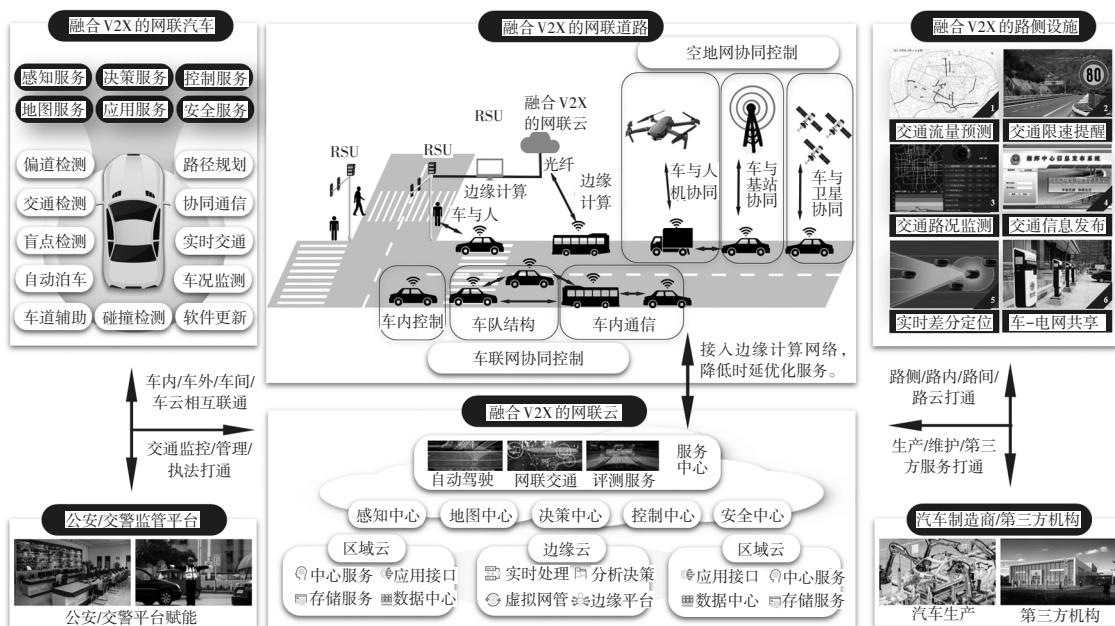 融合V2X的网联汽车
感知服务
决策服务
控制服务
地图服务
应用服务
安全服务
偏道检测
路径规划
交通检测
协同通信
盲点检测
实时交通
自动泊车
车况监测
车道辅助
碰撞检测
软件更新
融合V2X的网联道路
空地网协同控制
RSU
RSU
RSU
融合V2X
的网联云
光纤
边缘计算
边缘
计算
车与人
车与人
机协同
车与
基站
协同
车与
卫星
协同
车内控制
车队结构
车内通信
车联网协同控制
融合V2X的路侧设施
80
1
2
交通流量预测
交通限速提醒
指挥中心信息发布系统
3
4
交通路况监测
交通信息发布
5
6
实时差分定位
车-电网共享
车内/车外/车间/
车云相互联通
交通监控/管理/
执法打通
接入边缘计算网络,
降低时延优化服务。
路侧/路内/路间/
路云打通
生产/维护/第三
方服务打通
融合V2X的网联云
自动驾驶
网联交通
评测服务
服务
中心
感知中心
地图中心
决策中心
控制中心
安全中心
区域云
中心服务
应用接口
存储服务
数据中心
边缘云
实时处理
分析决策
虚拟网管
边缘平台
区域云
应用接口
中心服务
数据中心
存储服务
公安/交警监管平台
公安/交警平台赋能
汽车制造商/第三方机构
汽车生产
第三方机构